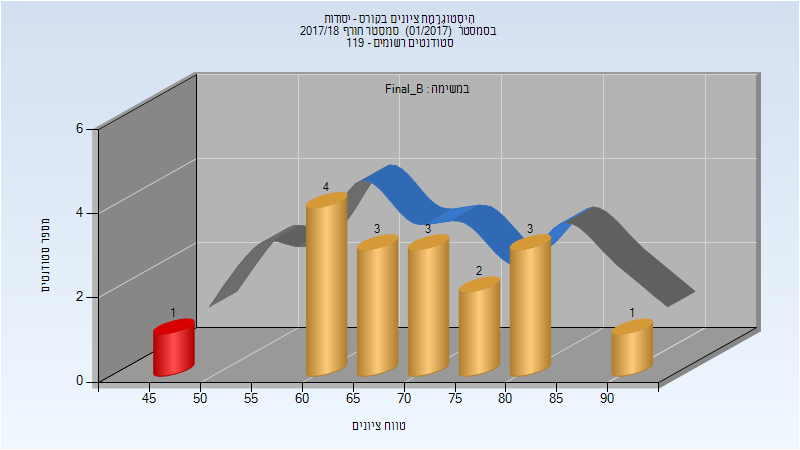 היסטוגרמת ציונים בקורס - יסודות
בסמסטר (01/2017) סמסטר חורף 2017/18
סטודנטים רשומים - 119
במשימה : Final_B
מספר סטודנטים
6
4
2
0
1
4
3
3
2
3
1
45 50 55 60 65 70 75 80 85 90
טווח ציונים